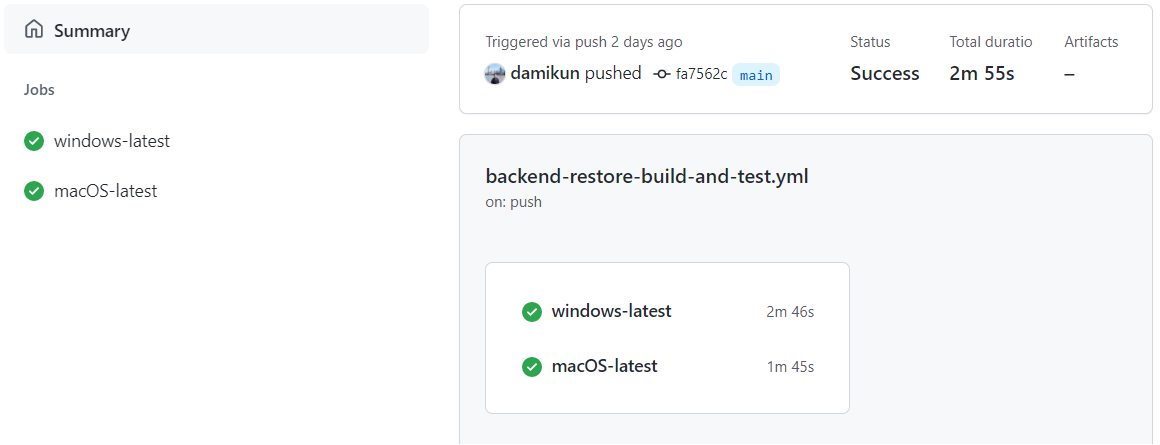 Summary
Jobs
windows-latest
macOS-latest
Triggered via push 2 days ago
damikun pushed fa7562c main
Status
Success
Total duratio
2m 55s
Artifacts
–
backend-restore-build-and-test.yml
on: push
windows-latest 2m 46s
macOS-latest 1m 45s